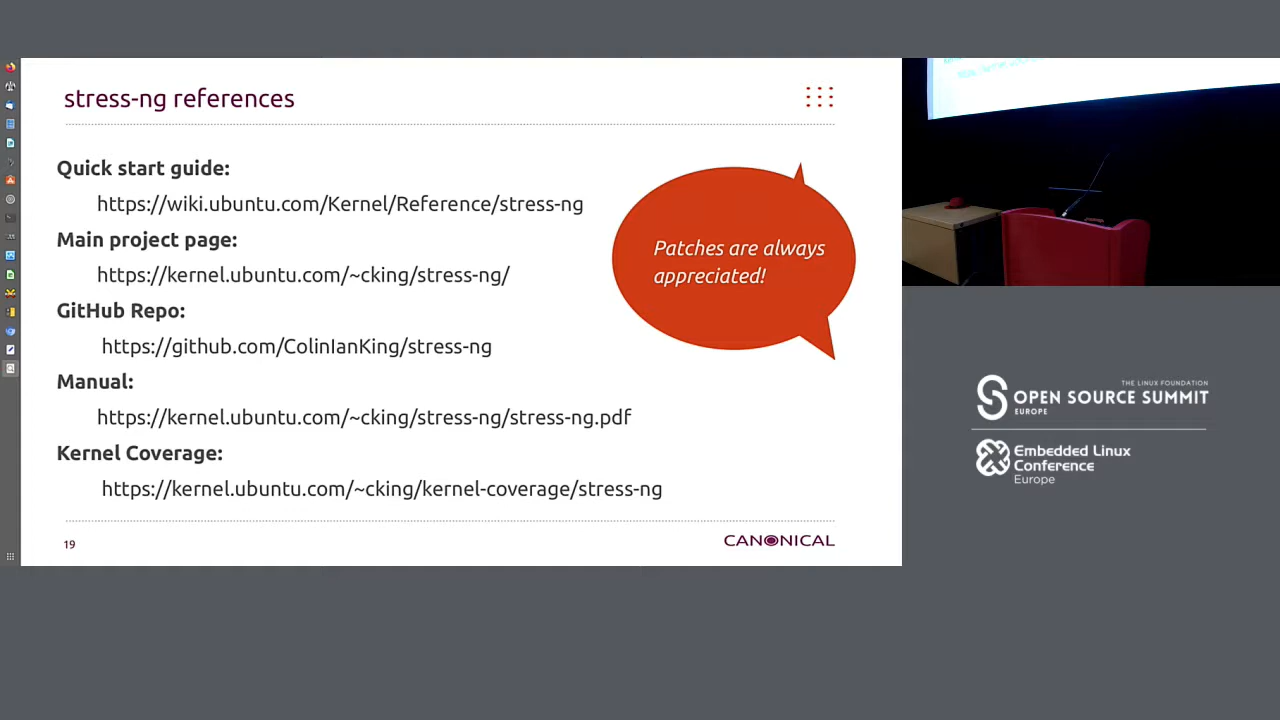 stress-ng references
Quick start guide:
https://wiki.ubuntu.com/Kernel/Reference/stress-ng
Main project page:
https://kernel.ubuntu.com/~cking/stress-ng/
GitHub Repo:
https://github.com/ColinIanKing/stress-ng
Manual:
https://kernel.ubuntu.com/~cking/stress-ng/stress-ng.pdf
Kernel Coverage:
https://kernel.ubuntu.com/~cking/kernel-coverage/stress-ng
Patches are always
appreciated!
19
CANONICAL
THE LINUX FOUNDATION
OPEN SOURCE SUMMIT
EUROPE
Embedded Linux
Conference
Europe